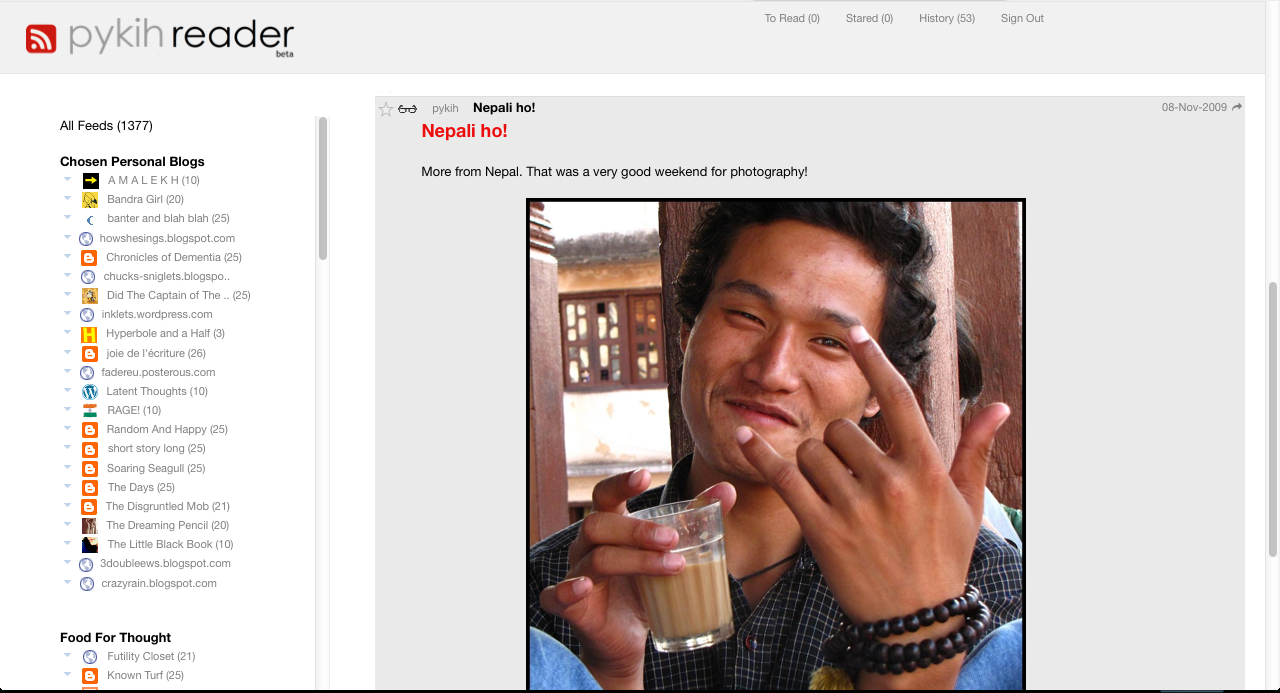 pykih reader
beta
To Read (0)
Stared (0)
History (53)
Sign Out
All Feeds (1377)
Chosen Personal Blogs
A M A L E K H (10)
Bandra Girl (20)
banter and blah blah (25)
howshesings.blogspot.com
Chronicles of Dementia (25)
chucks-sniglets.blogspo..
Did The Captain of The .. (25)
inklets.wordpress.com
Hyperbole and a Half (3)
joie de l'écriture (26)
fadereu.posterous.com
Latent Thoughts (10)
RAGE! (10)
Random And Happy (25)
short story long (25)
Soaring Seagull (25)
The Days (25)
The Disgruntled Mob (21)
The Dreaming Pencil (20)
The Little Black Book (10)
3doubleews.blogspot.com
crazyrain.blogspot.com
Food For Thought
Futility Closet (21)
Known Turf (25)
pykih Nepali ho! 08-Nov-2009
Nepali ho!
More from Nepal. That was a very good weekend for photography!